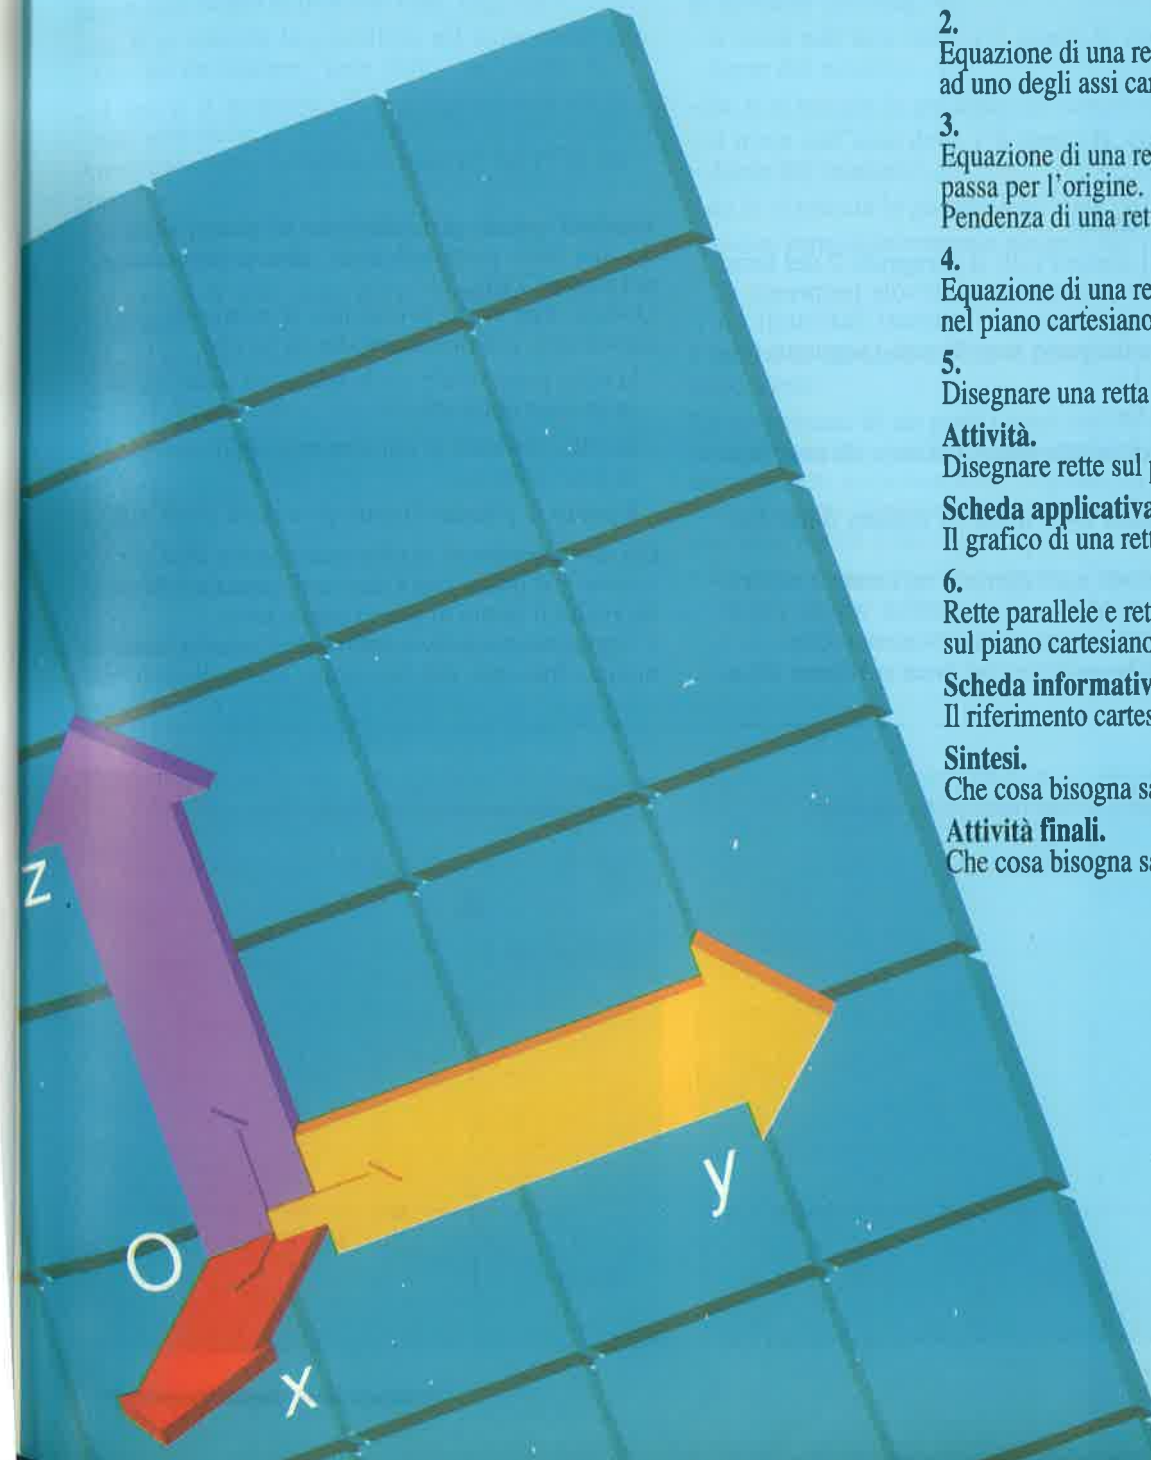 2.
Equazione di una re
ad uno degli assi car
3.
Equazione di una re
passa per l'origine.
Pendenza di una ret
4.
Equazione di una re
nel piano cartesiano
5.
Disegnare una retta
Attività.
Disegnare rette sul p
Scheda applicativa
Il grafico di una rett
6.
Rette parallele e ret
sul piano cartesiano
Scheda informativ
Il riferimento cartes
Sintesi.
Che cosa bisogna sa
Attività finali.
Che cosa bisogna sa
z
y
O
x